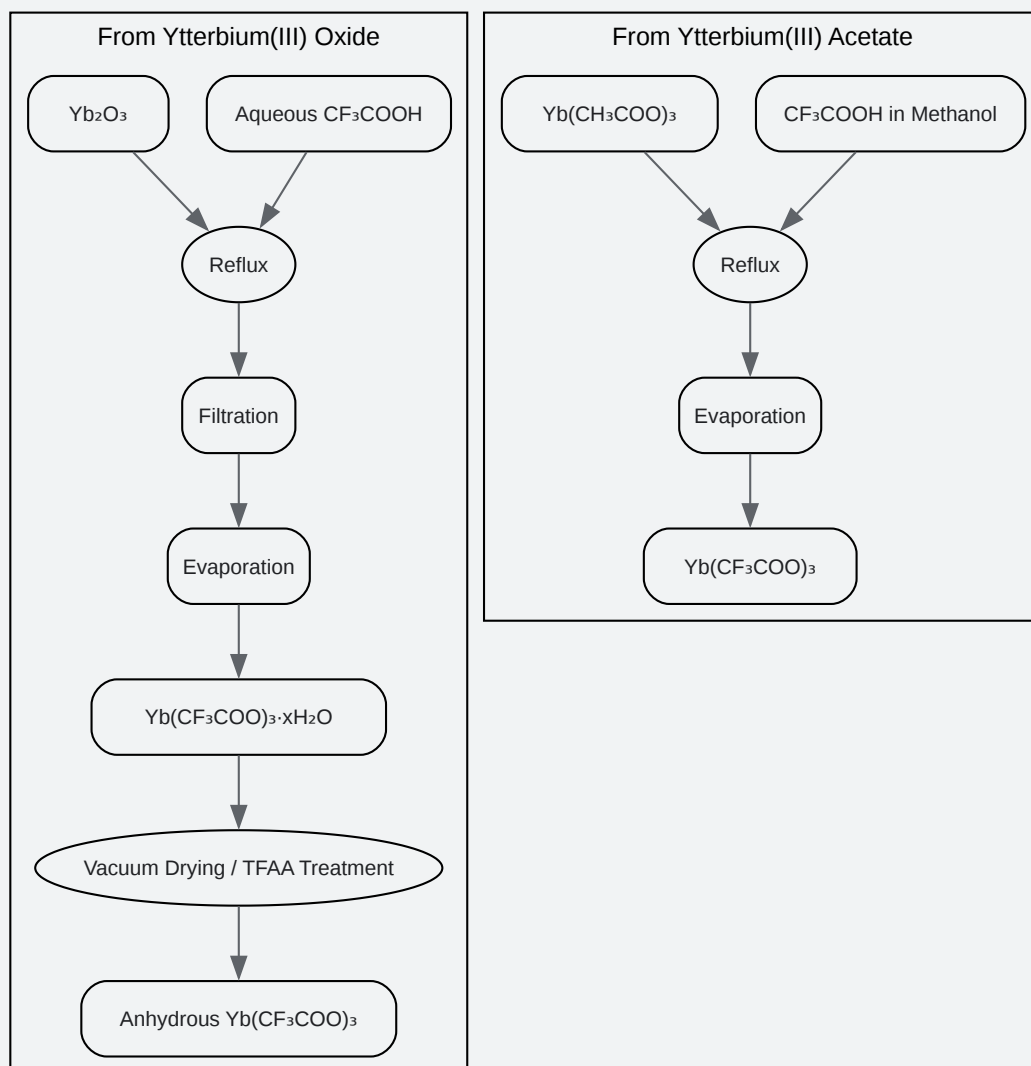 From Ytterbium(III) Oxide
Yb₂O₃
Aqueous CF₃COOH
Reflux
Filtration
Evaporation
Yb(CF₃COO)₃·xH₂O
Vacuum Drying / TFAA Treatment
Anhydrous Yb(CF₃COO)₃
From Ytterbium(III) Acetate
Yb(CH₃COO)₃
CF₃COOH in Methanol
Reflux
Evaporation
Yb(CF₃COO)₃